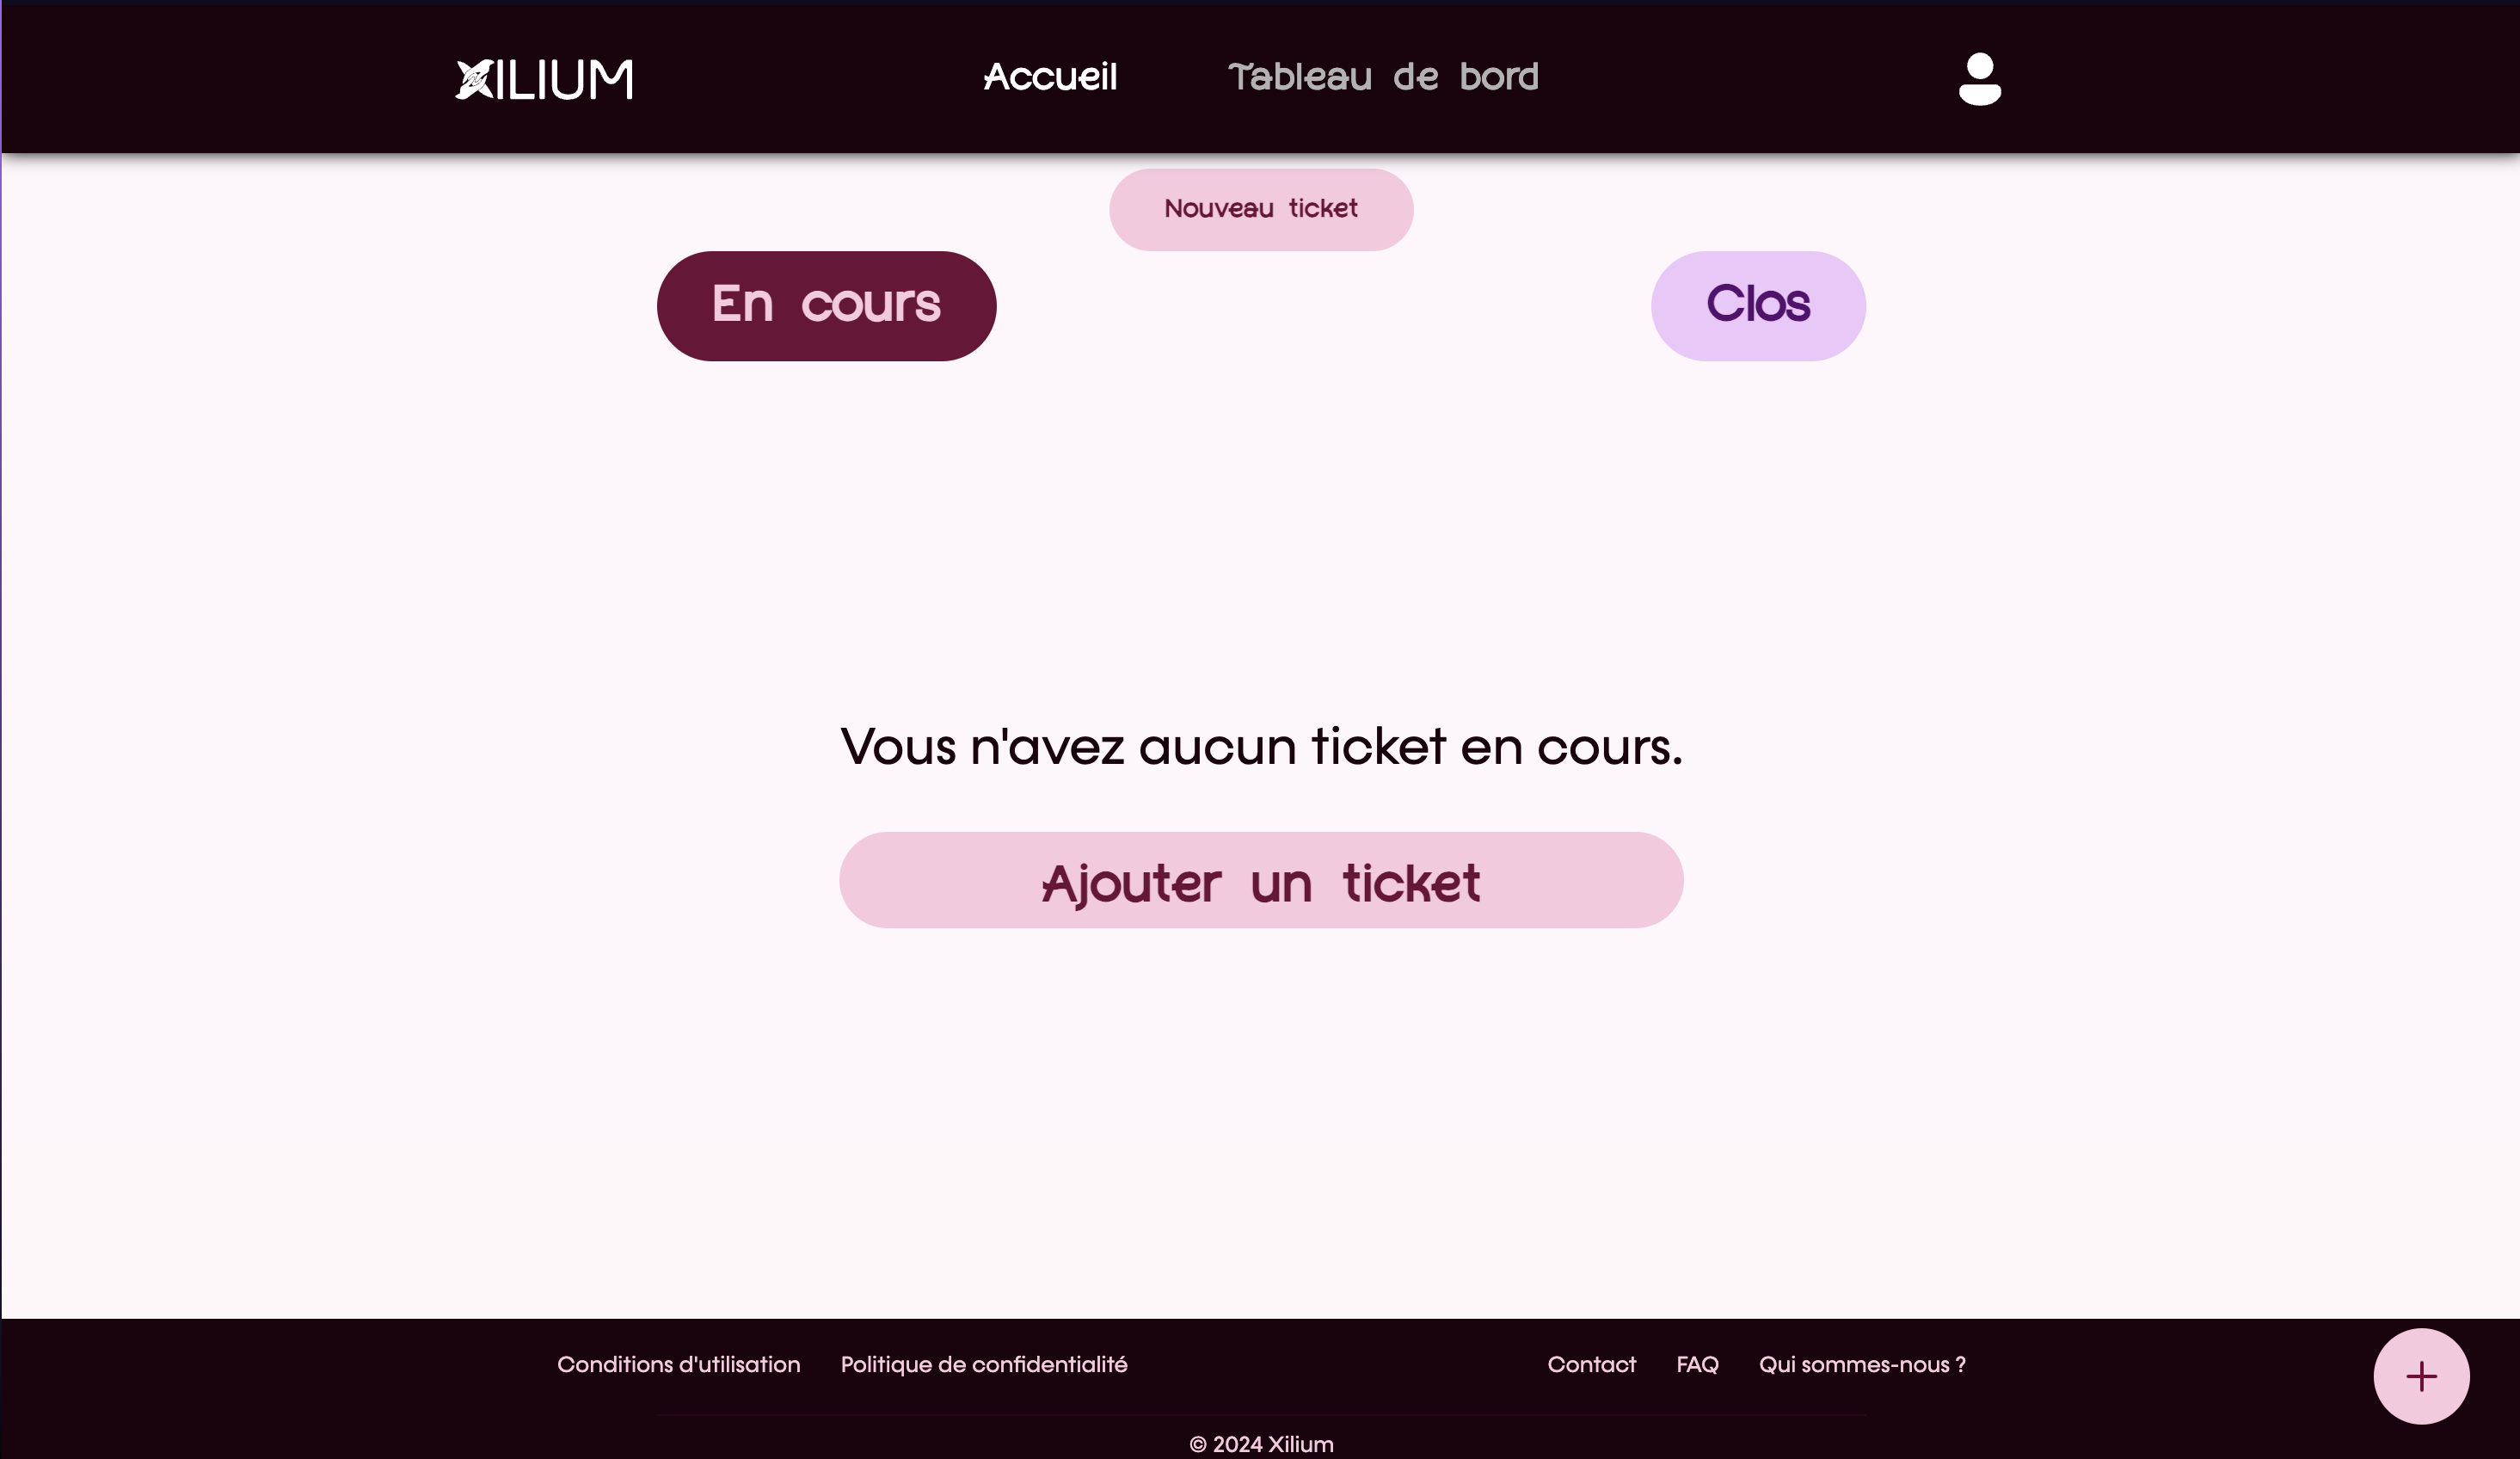 XILIUM
Accueil
Tableau de bord
Nouveau ticket
En cours
Clos
Vous n'avez aucun ticket en cours.
Ajouter un ticket
Conditions d'utilisation
Politique de confidentialité
Contact
FAQ
Qui sommes-nous ?
© 2024 Xilium